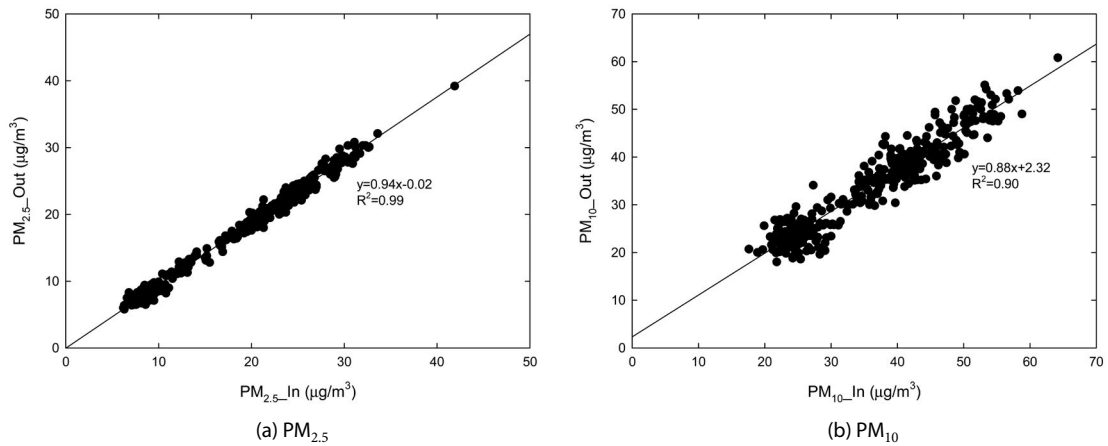 50
40
30
20
10
0
PM2.5_Out (μg/m3)
y=0.94x-0.02
R2=0.99
0 10 20 30 40 50
PM2.5_In (μg/m3)
(a) PM2.5
70
60
50
40
30
20
10
0
PM10_Out (μg/m3)
y=0.88x+2.32
R2=0.90
0 10 20 30 40 50 60 70
PM10_In (μg/m3)
(b) PM10